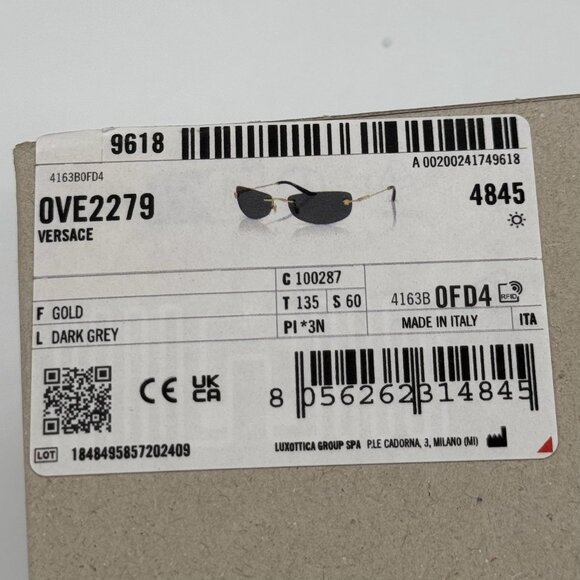 9618
A 00200241749618
4163B0FD4
0VE2279
VERSACE
4845
C 100287
T 135 S 60
4163B 0FD4 RFID
F GOLD
L DARK GREY
PI *3N
MADE IN ITALY
ITA
CE UK CA
8 056262 314845
LOT 1848495857202409
LUXOTTICA GROUP SPA P.LE CADORNA, 3, MILANO (MI)